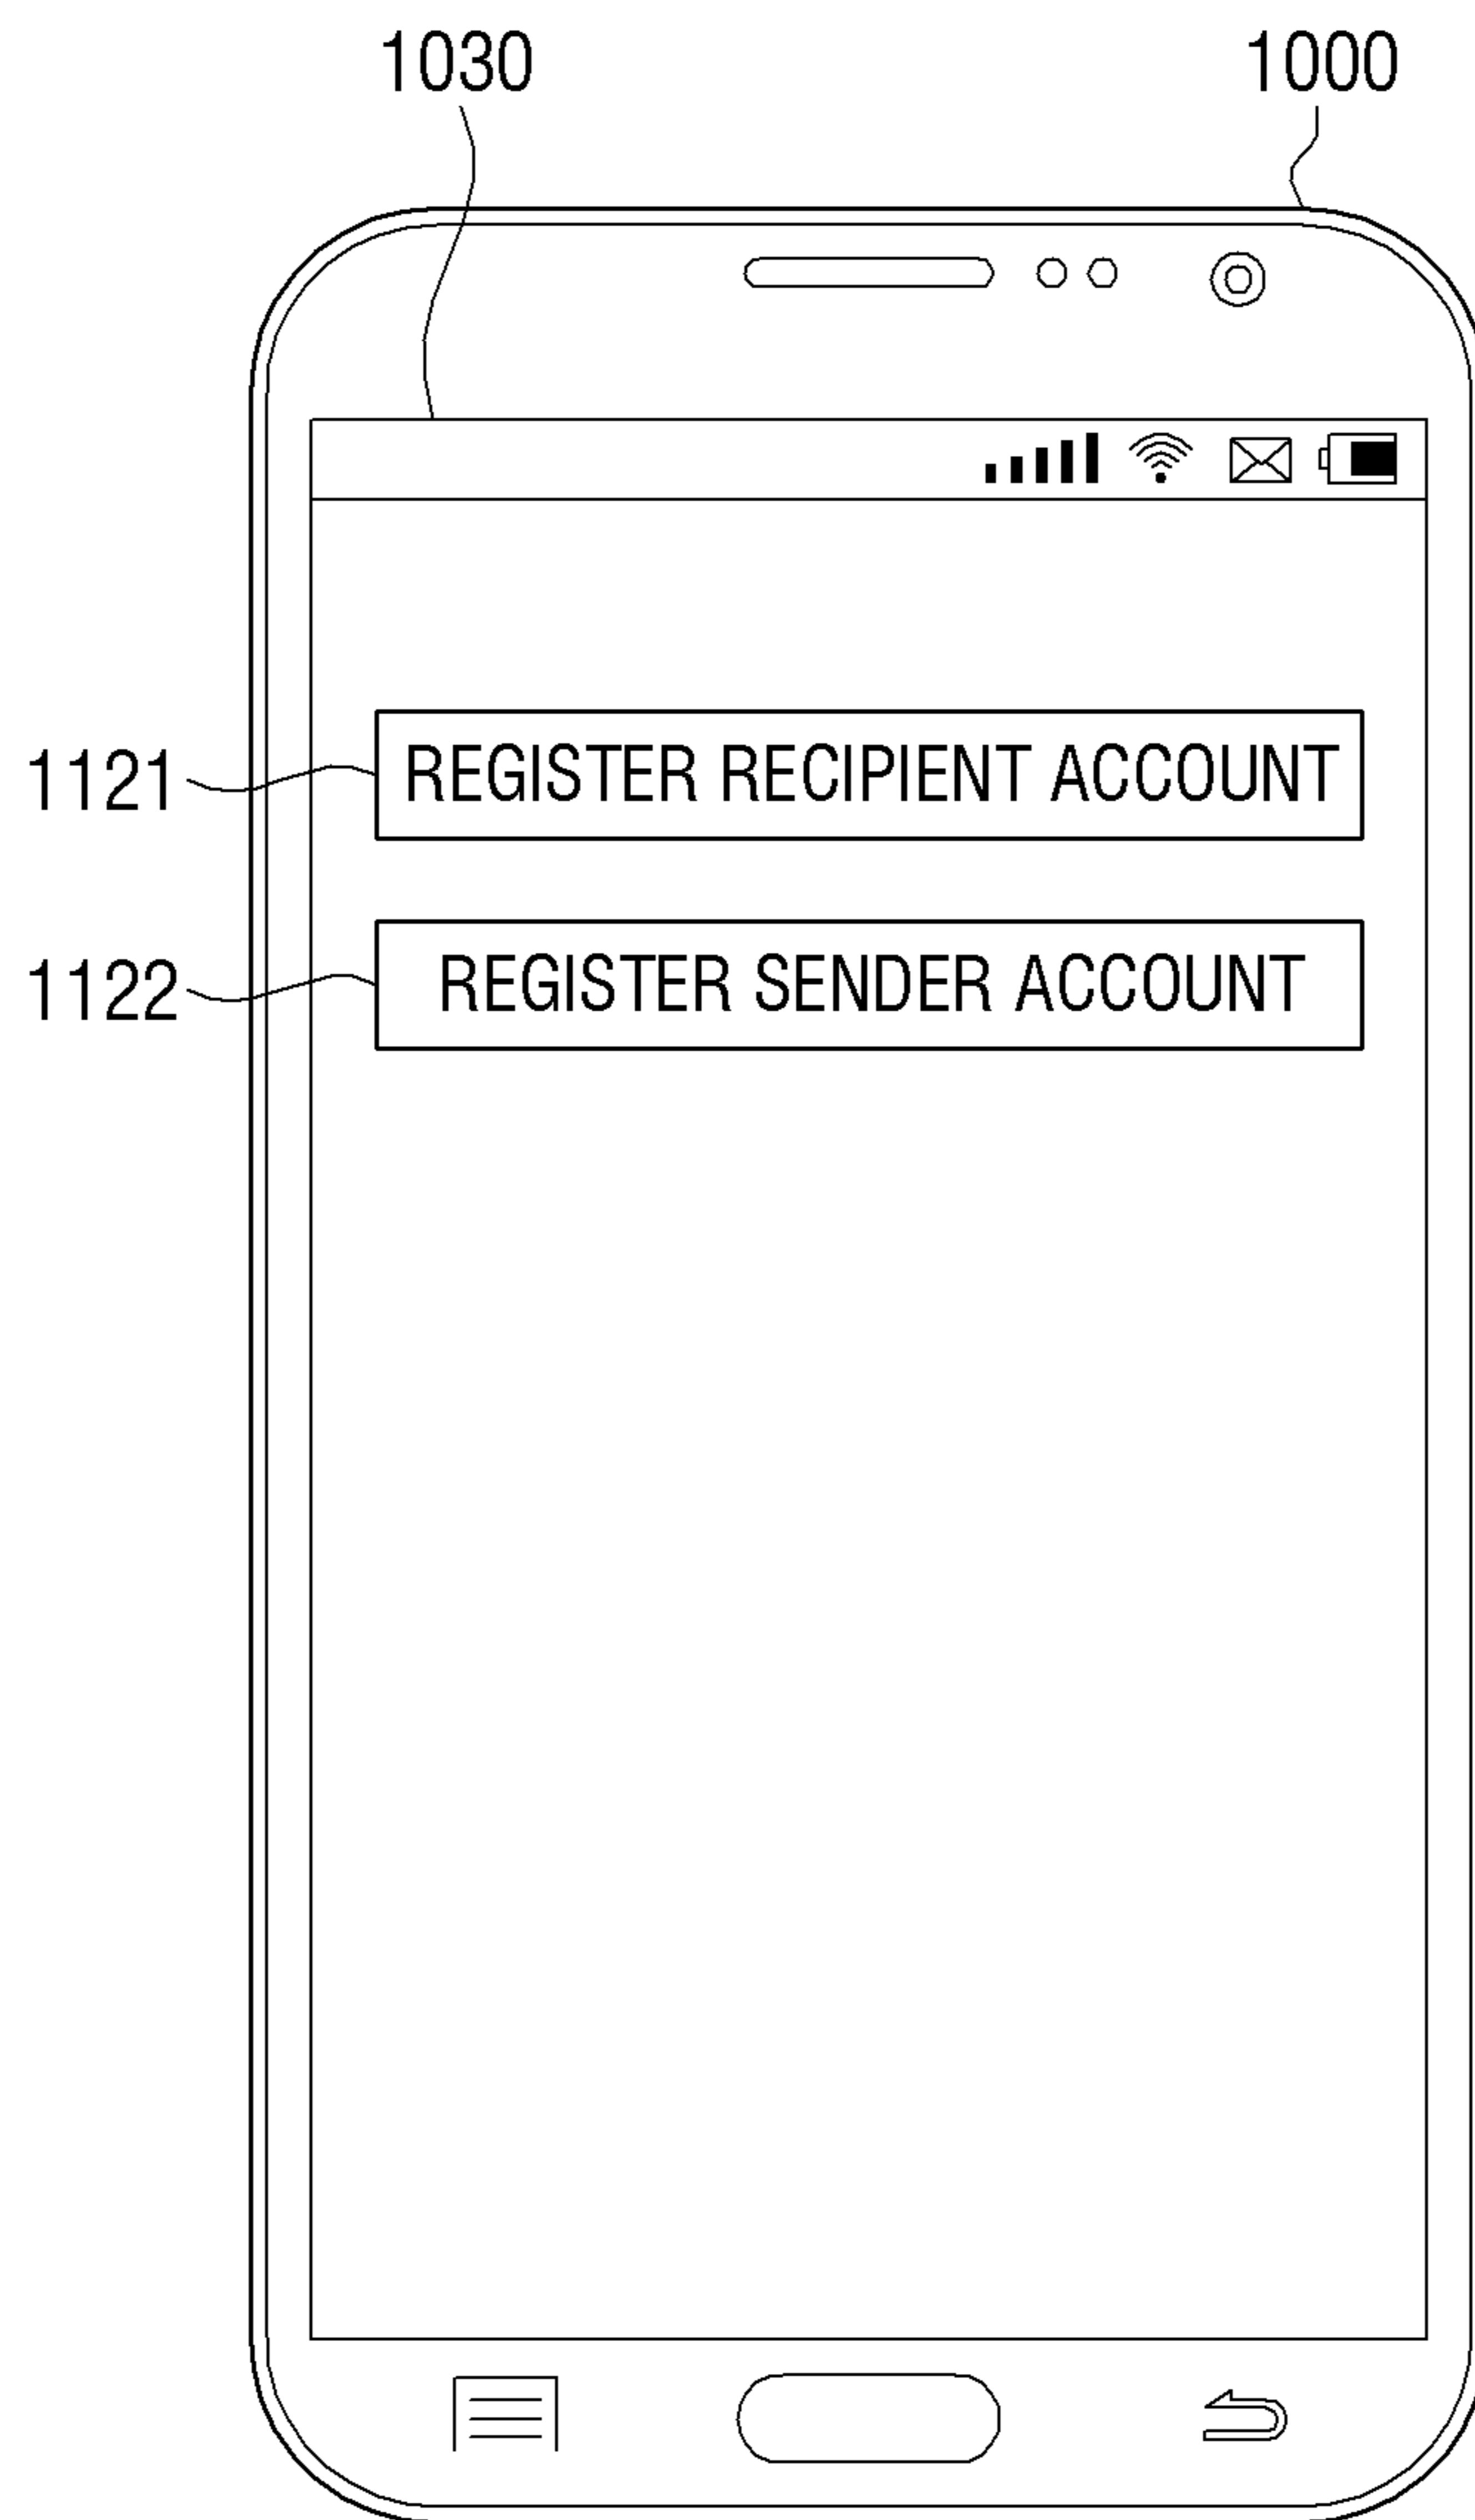 1030 1000
1121 REGISTER RECIPIENT ACCOUNT
1122 REGISTER SENDER ACCOUNT